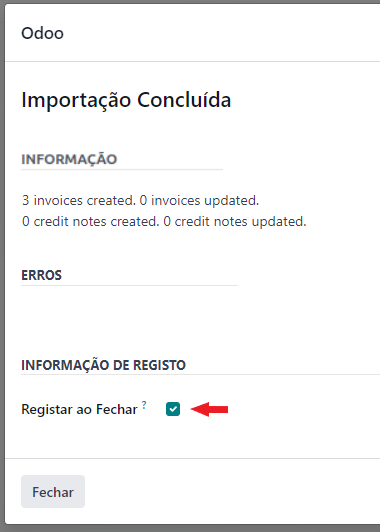 Odoo
Importação Concluída
INFORMAÇÃO
3 invoices created. 0 invoices updated.
0 credit notes created. 0 credit notes updated.
ERROS
INFORMAÇÃO DE REGISTO
Registar ao Fechar ?
Fechar